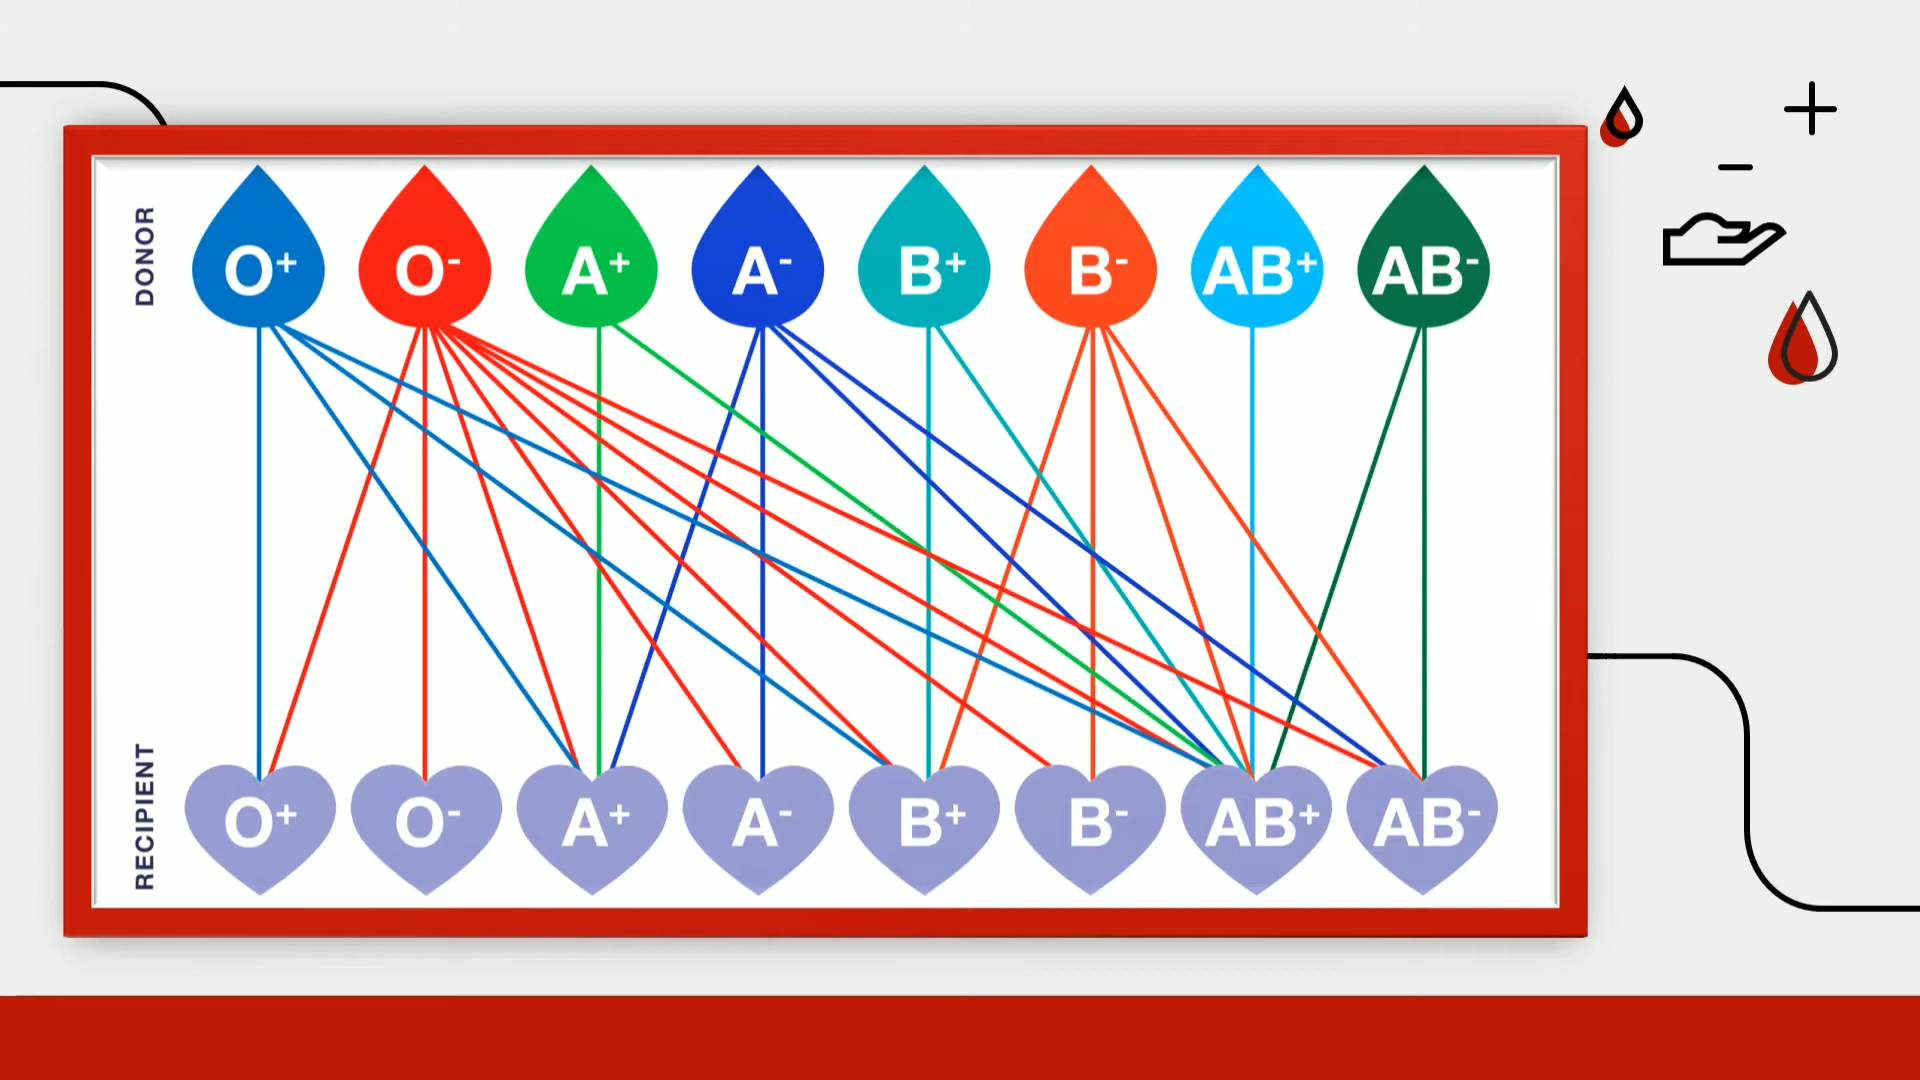 DONOR
O+ O- A+ A- B+ B- AB+ AB-
RECIPIENT
O+ O- A+ A- B+ B- AB+ AB-